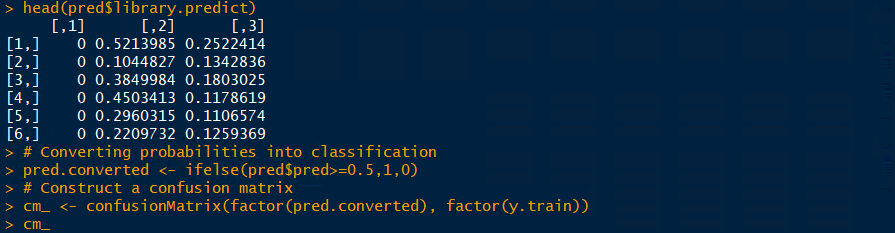 > head(pred$library.predict)
[,1] [,2] [,3]
[1,] 0 0.5213985 0.2522414
[2,] 0 0.1044827 0.1342836
[3,] 0 0.3849984 0.1803025
[4,] 0 0.4503413 0.1178619
[5,] 0 0.2960315 0.1106574
[6,] 0 0.2209732 0.1259369
> # Converting probabilities into classification
> pred.converted <- ifelse(pred$pred>=0.5,1,0)
> # Construct a confusion matrix
> cm_ <- confusionMatrix(factor(pred.converted), factor(y.train))
> cm_